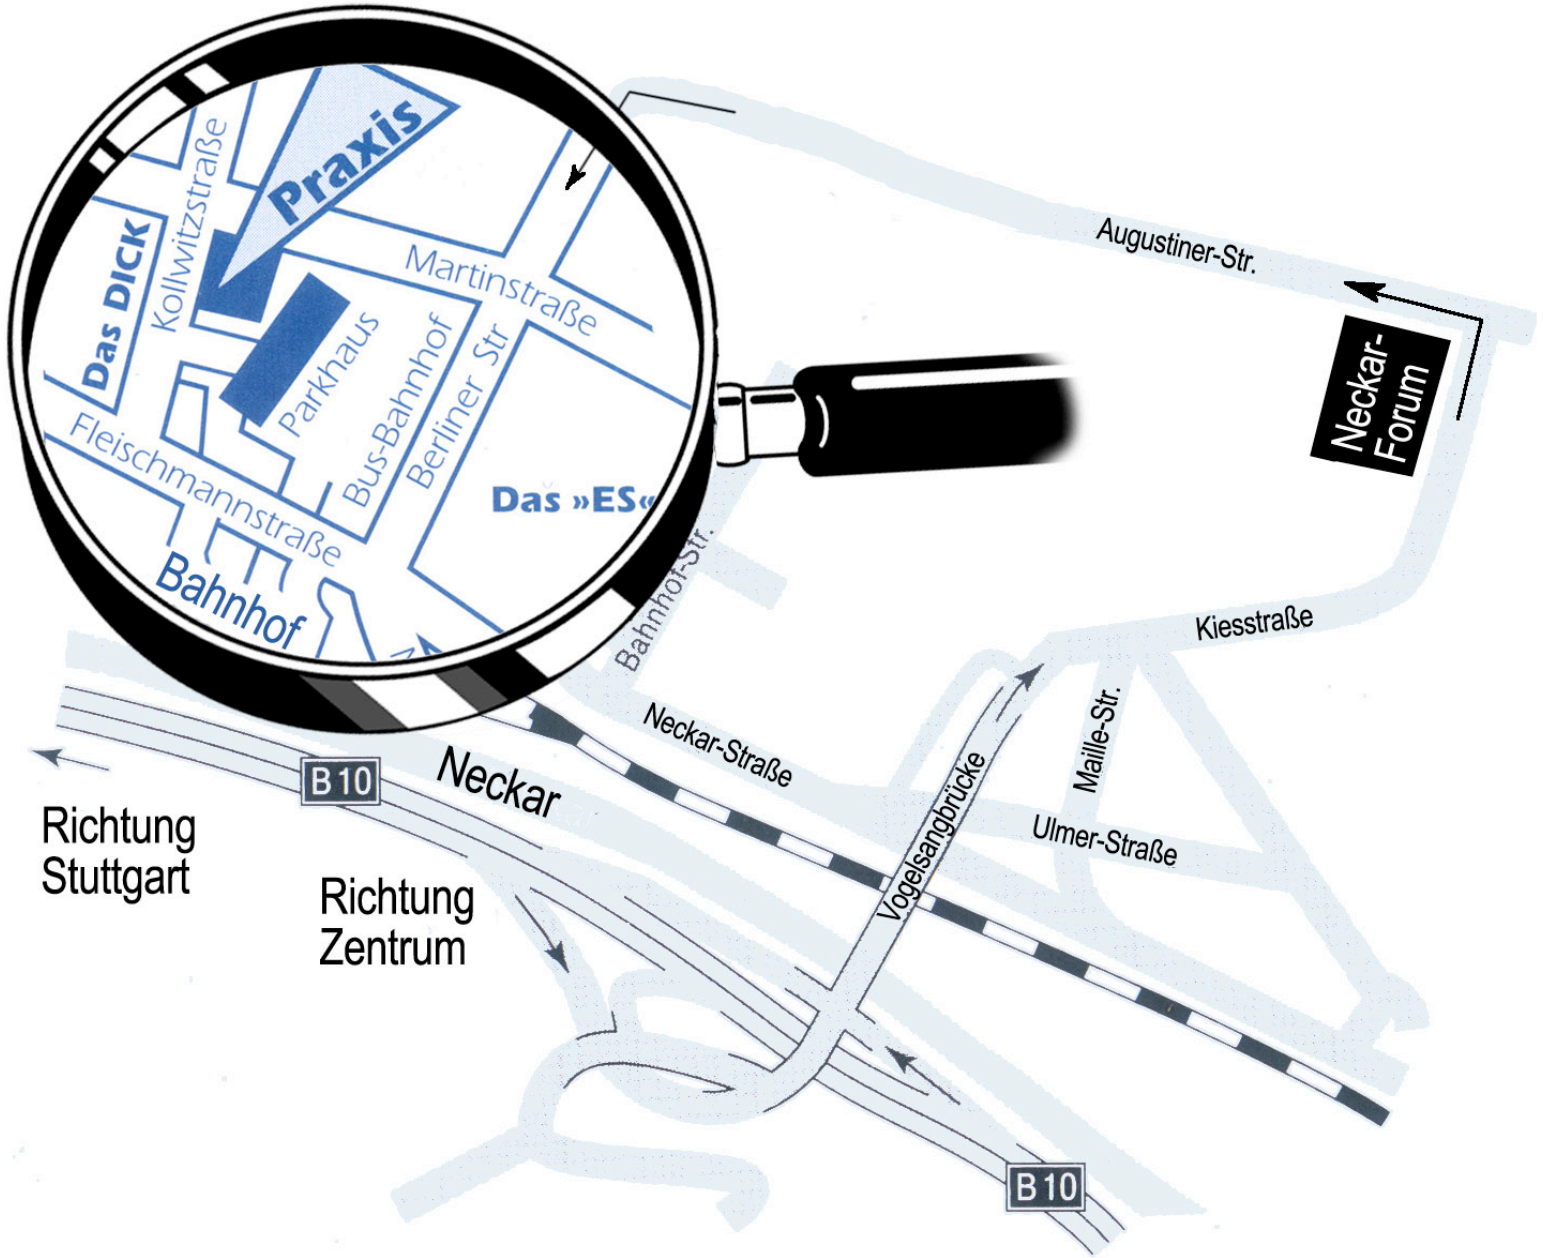 Praxis
Kollwitzstraße
Das DICK
Martinstraße
Parkhaus
Bus-Bahnhof
Berliner Str
Fleischmannstraße
Das »ES«
Bahnhof
Augustiner-Str.
Neckar-
Forum
Bahnhof-Str.
Kiesstraße
Neckar-Straße
Maille-Str.
Ulmer-Straße
Vogelsangbrücke
Neckar
B 10
Richtung
Stuttgart
Richtung
Zentrum
B 10